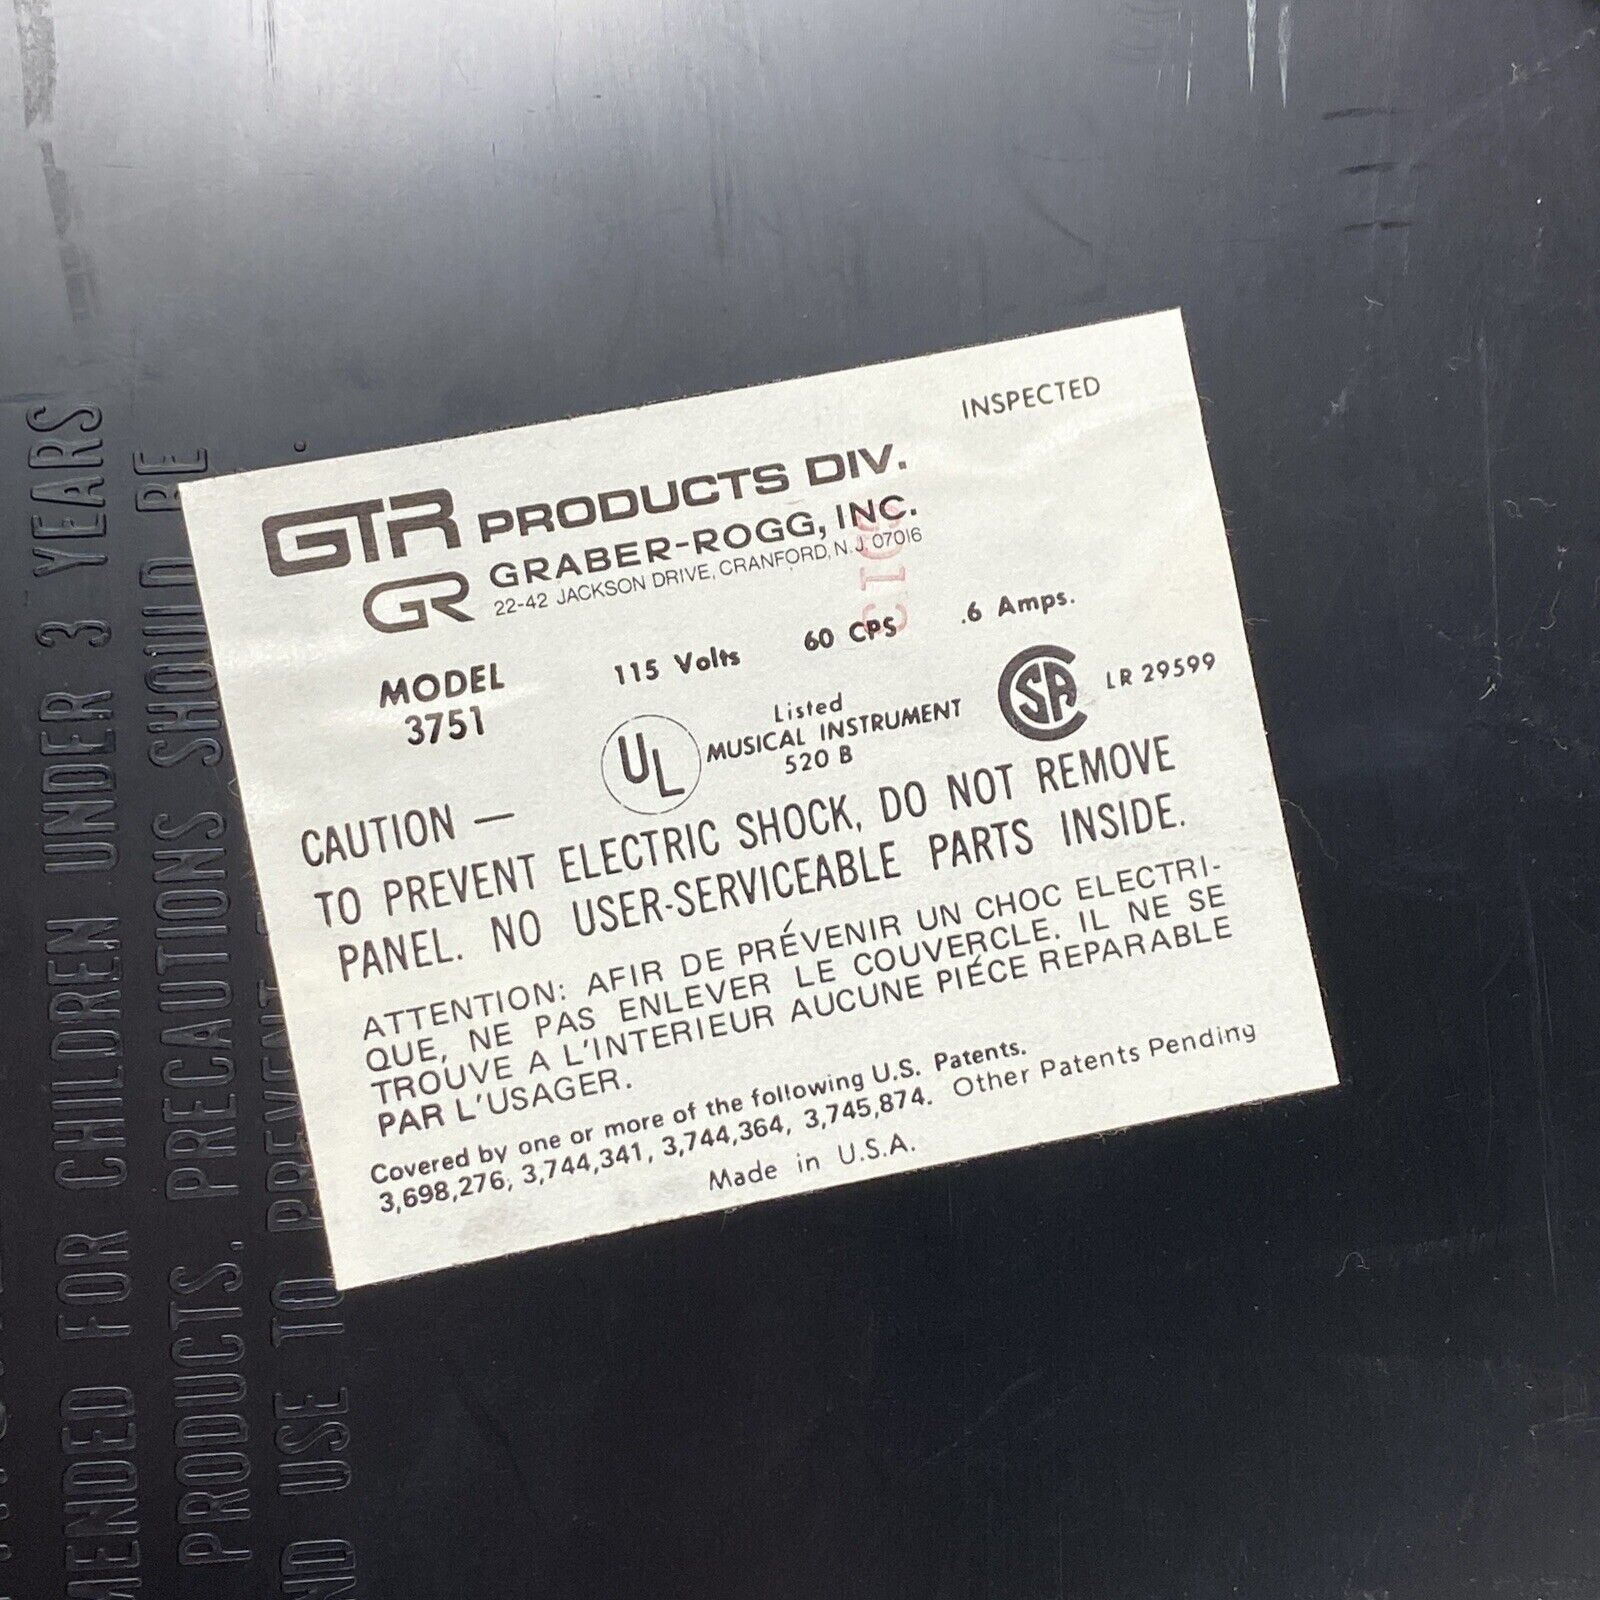 INSPECTED
GTR PRODUCTS DIV.
GR GRABER-ROGG, INC.
22-42 JACKSON DRIVE, CRANFORD, N.J. 07016
MODEL
3751
115 Volts 60 CPS .6 Amps.
UL
Listed
MUSICAL INSTRUMENT
520 B
SA LR 29599
CAUTION —
TO PREVENT ELECTRIC SHOCK, DO NOT REMOVE
PANEL. NO USER-SERVICEABLE PARTS INSIDE.
ATTENTION: AFIR DE PRÉVENIR UN CHOC ELECTRI-
QUE, NE PAS ENLEVER LE COUVERCLE. IL NE SE
TROUVE A L'INTERIEUR AUCUNE PIÉCE REPARABLE
PAR L'USAGER.
Covered by one or more of the following U.S. Patents.
3,698,276, 3,744,341, 3,744,364, 3,745,874. Other Patents Pending
Made in U.S.A.
FOR CHILDREN UNDER 3 YEARS
PRODUCTS. PRECAUTIONS SHOULD BE
USE TO PREVENT